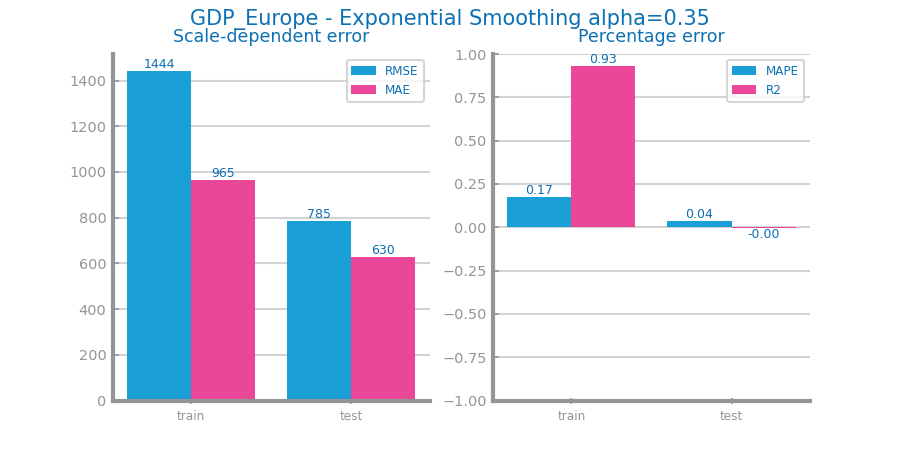 GDP_Europe - Exponential Smoothing alpha=0.35
Scale-dependent error
1444
965
785
630
RMSE
MAE
1400
1200
1000
800
600
400
200
0
train
test
Percentage error
0.17
0.93
0.04
-0.00
MAPE
R2
1.00
0.75
0.50
0.25
0.00
−0.25
−0.50
−0.75
−1.00
train
test